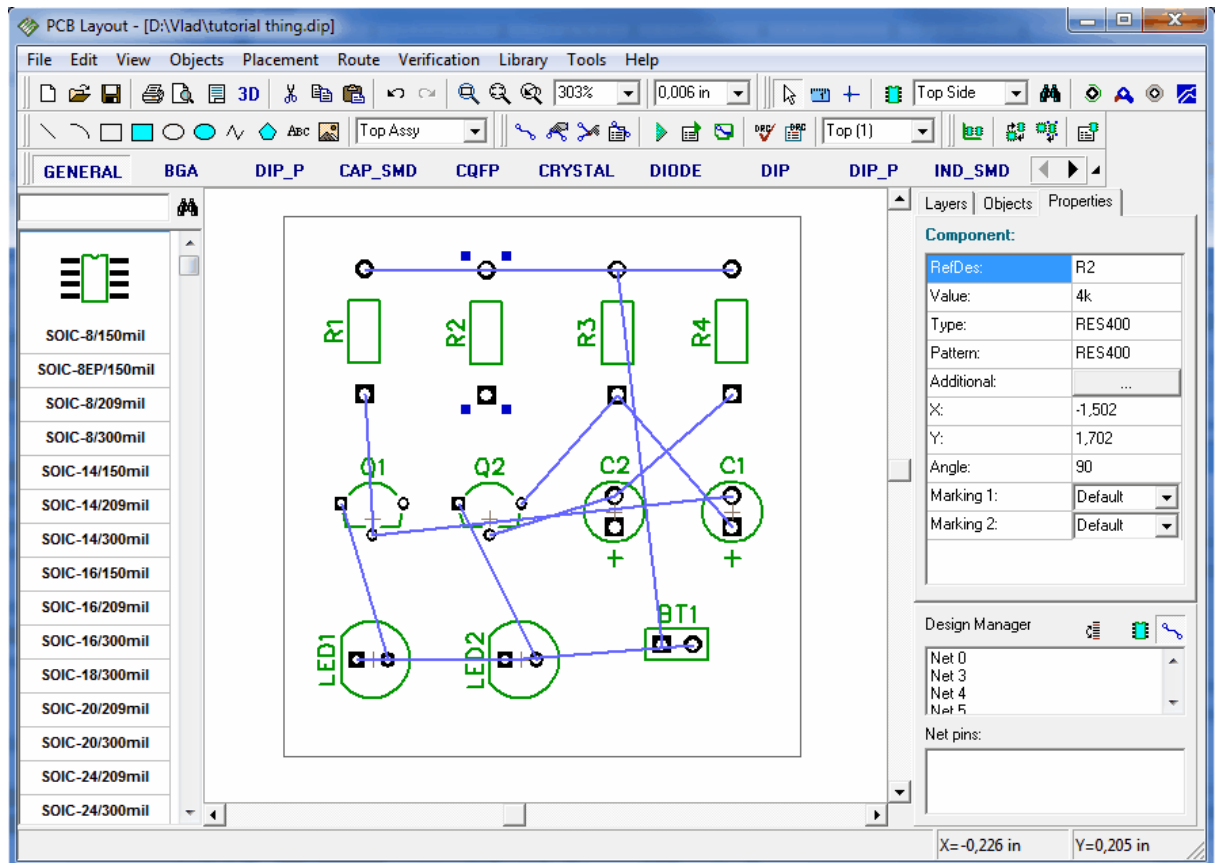 PCB Layout - [D:\Vlad\tutorial thing.dip]
File Edit View Objects Placement Route Verification Library Tools Help
3D 303% 0,006 in Top Side
ABC Top Assy DRC DRC Top (1)
GENERAL BGA DIP_P CAP_SMD CQFP CRYSTAL DIODE DIP DIP_P IND_SMD
SOIC-8/150mil
SOIC-8EP/150mil
SOIC-8/209mil
SOIC-8/300mil
SOIC-14/150mil
SOIC-14/209mil
SOIC-14/300mil
SOIC-16/150mil
SOIC-16/209mil
SOIC-16/300mil
SOIC-18/300mil
SOIC-20/209mil
SOIC-20/300mil
SOIC-24/209mil
SOIC-24/300mil
R1 R2 R3 R4
Q1 Q2 C2 C1
+ +
BT1
LED1 LED2
Layers Objects Properties
Component:
RefDes: R2
Value: 4k
Type: RES400
Pattern: RES400
Additional: ...
X: -1,502
Y: 1,702
Angle: 90
Marking 1: Default
Marking 2: Default
Design Manager
Net 0
Net 3
Net 4
Net 5
Net pins:
X=-0,226 in Y=0,205 in